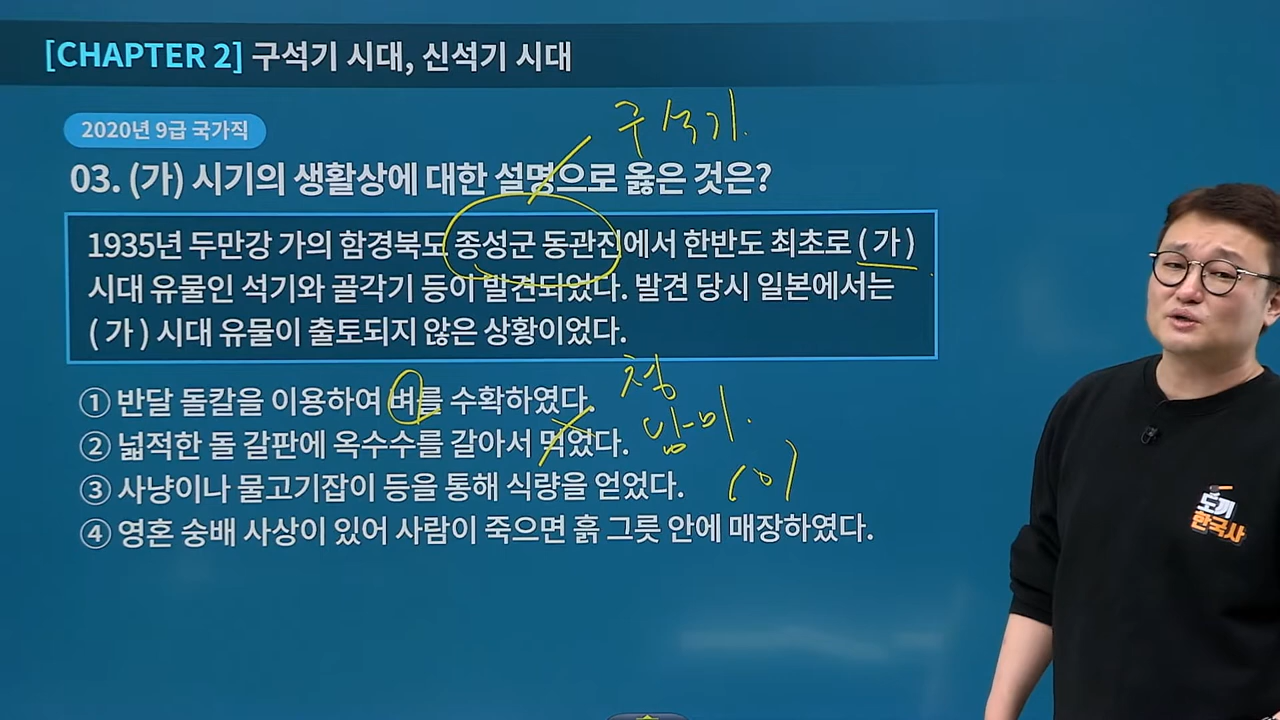 [CHAPTER 2] 구석기 시대, 신석기 시대
구석기.
2020년 9급 국가직
03. (가) 시기의 생활상에 대한 설명으로 옳은 것은?
1935년 두만강 가의 함경북도 종성군 동관진에서 한반도 최초로 ( 가 )
시대 유물인 석기와 골각기 등이 발견되었다. 발견 당시 일본에서는
( 가 ) 시대 유물이 출토되지 않은 상황이었다.
① 반달 돌칼을 이용하여 벼를 수확하였다.
청
② 넓적한 돌 갈판에 옥수수를 갈아서 먹었다.
③ 사냥이나 물고기잡이 등을 통해 식량을 얻었다.
④ 영혼 숭배 사상이 있어 사람이 죽으면 흙 그릇 안에 매장하였다.
도끼
한국사